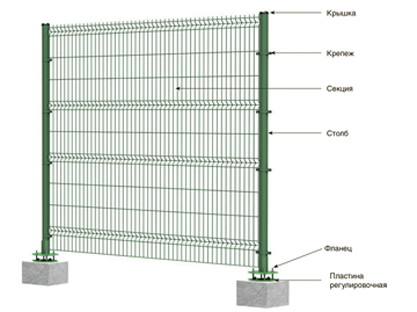 Крышка
Крепеж
Секция
Столб
Фланец
Пластина
регулировочная